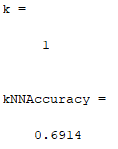 k =
1
kNNAccuracy =
0.6914